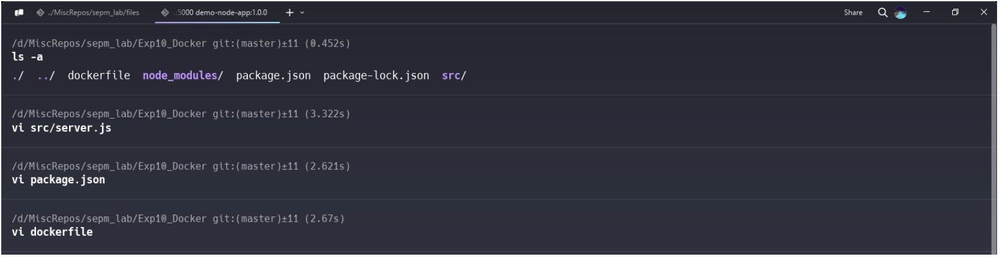 ../MiscRepos/sepm_lab/files :5000 demo-node-app:1.0.0 Share
/d/MiscRepos/sepm_lab/Exp10_Docker git:(master)±11 (0.452s)
ls -a
./ ../ dockerfile node_modules/ package.json package-lock.json src/
/d/MiscRepos/sepm_lab/Exp10_Docker git:(master)±11 (3.322s)
vi src/server.js
/d/MiscRepos/sepm_lab/Exp10_Docker git:(master)±11 (2.621s)
vi package.json
/d/MiscRepos/sepm_lab/Exp10_Docker git:(master)±11 (2.67s)
vi dockerfile